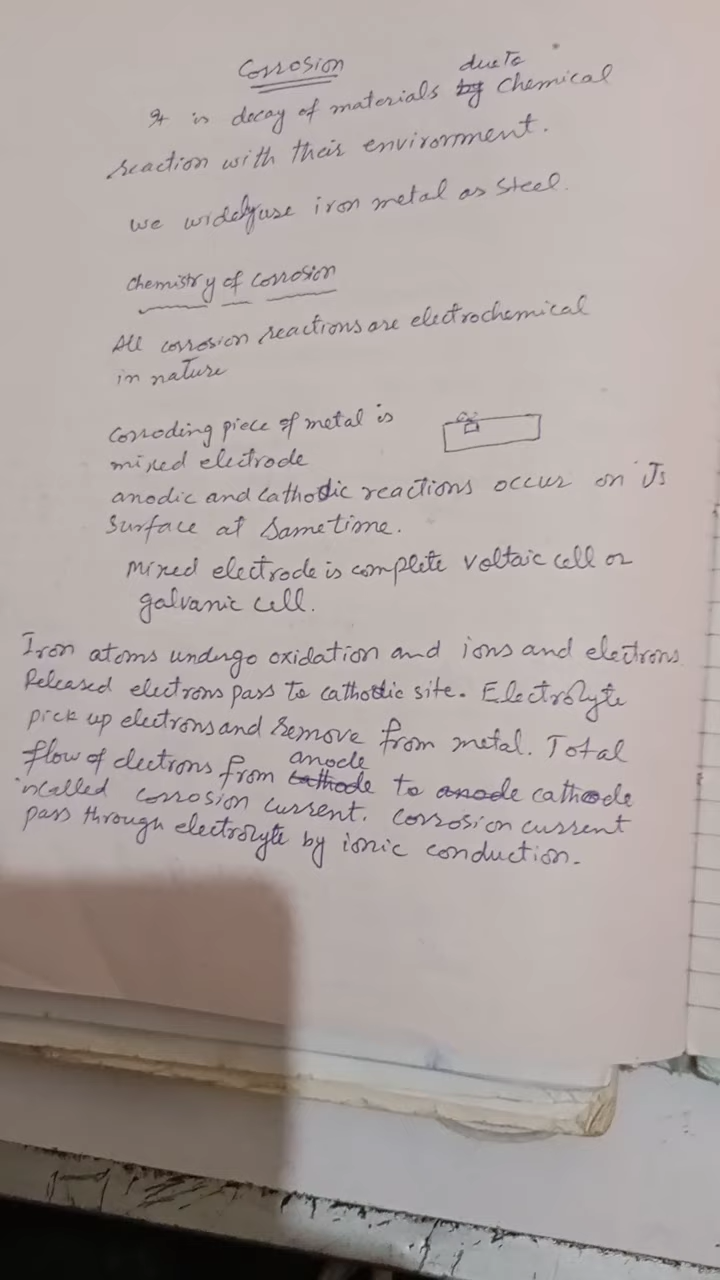 Corrosion
It is decay of materials due to chemical
reaction with their environment.
we widely use iron metal as steel.
chemistry of corrosion
All corrosion reactions are electrochemical
in nature
Corroding piece of metal is
mixed electrode
anodic and cathodic reactions occur on Its
surface at sametime.
mixed electrode is complete voltaic cell or
galvanic cell.
Iron atoms undergo oxidation and ions and electrons
Released electrons pass to cathodic site. Electrolyte
pick up electrons and remove from metal. Total
flow of electrons from anode to cathode
is called corrosion current. Corrosion current
pass through electrolyte by ionic conduction.